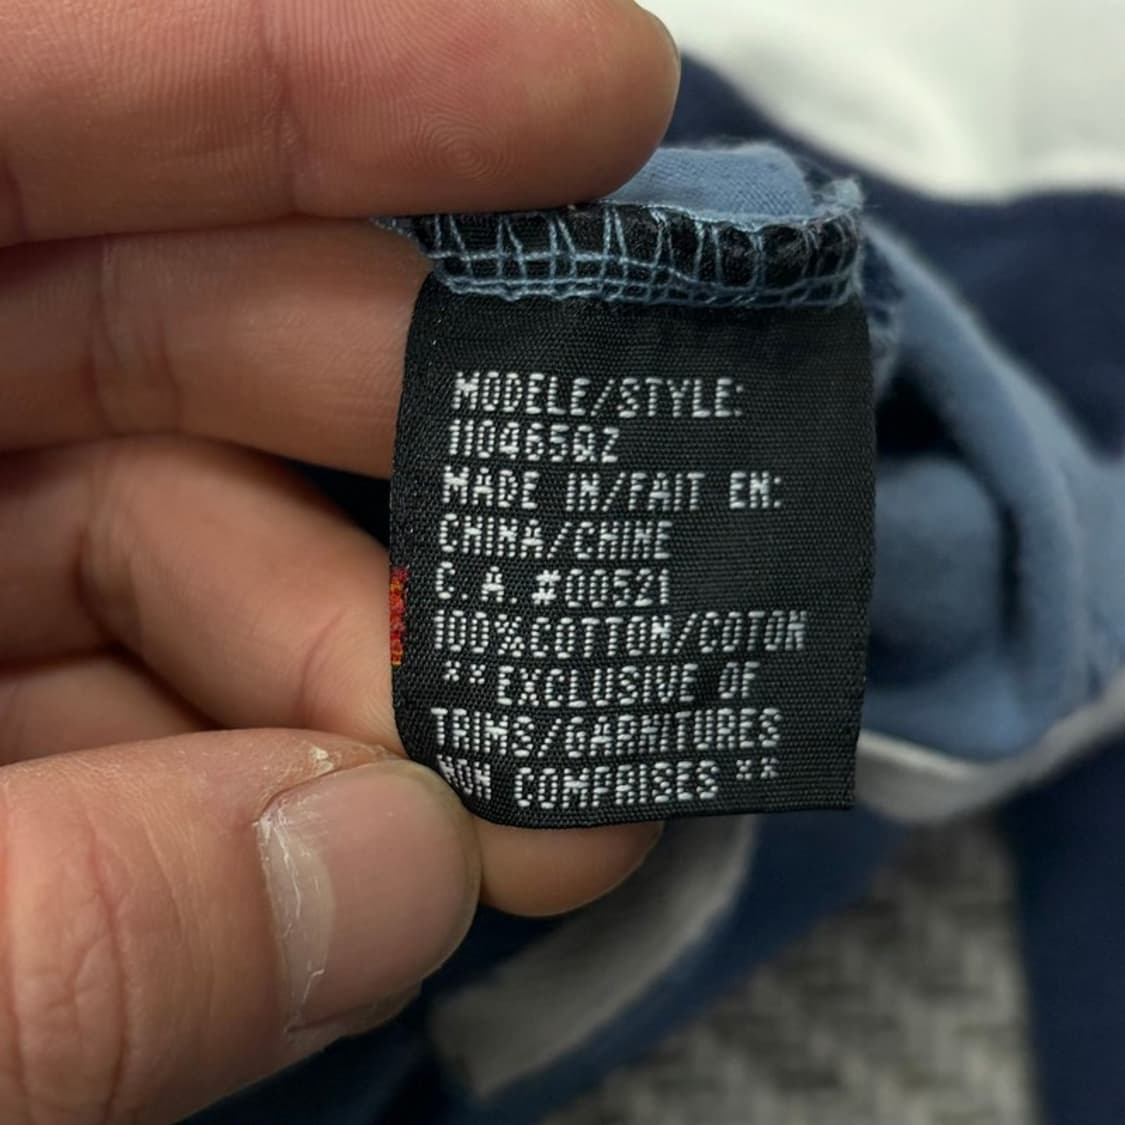 MODELE/STYLE:
110465QZ
MADE IN/FAIT EN:
CHINA/CHINE
C.A.#00521
100%COTTON/COTON
**EXCLUSIVE OF
TRIMS/GARNITURES
NON COMPRISES**